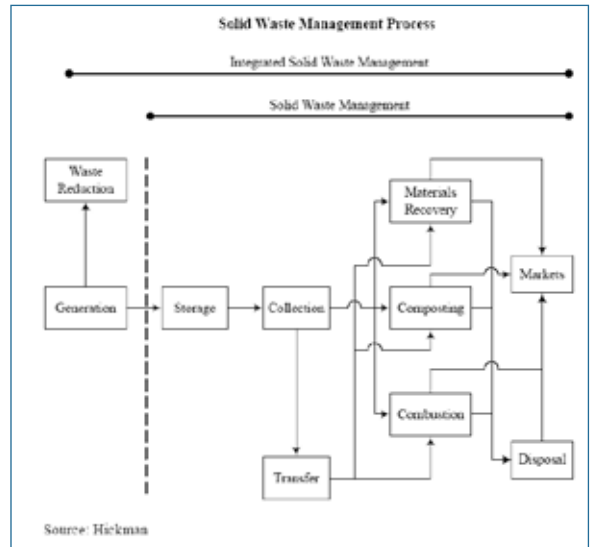 Solid Waste Management Process
Integrated Solid Waste Management
Solid Waste Management
Waste
Reduction
Materials
Recovery
Markets
Generation
Storage
Collection
Composting
Combustion
Transfer
Disposal
Source: Hickman